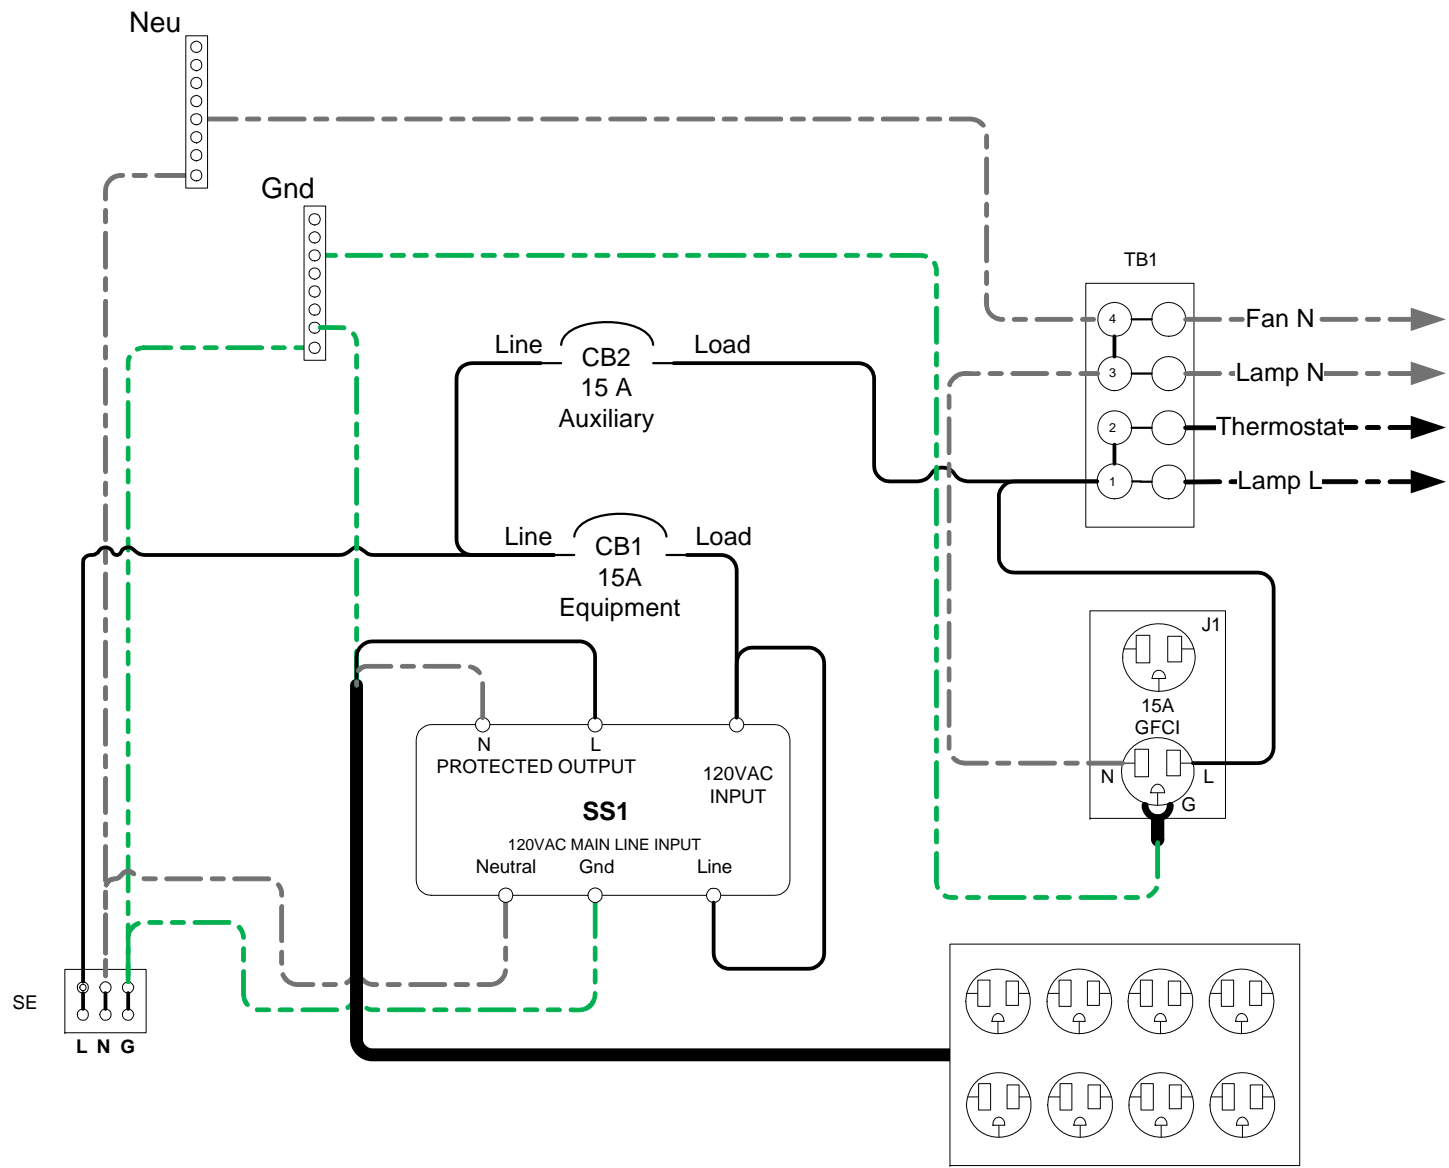 Neu
Gnd
TB1
4
Fan N
Line
CB2
Load
15 A
Auxiliary
3
Lamp N
2
Thermostat
1
Lamp L
Line
CB1
Load
15A
Equipment
J1
15A
GFCI
N
L
G
N
L
PROTECTED OUTPUT
120VAC
INPUT
SS1
120VAC MAIN LINE INPUT
Neutral
Gnd
Line
SE
L N G